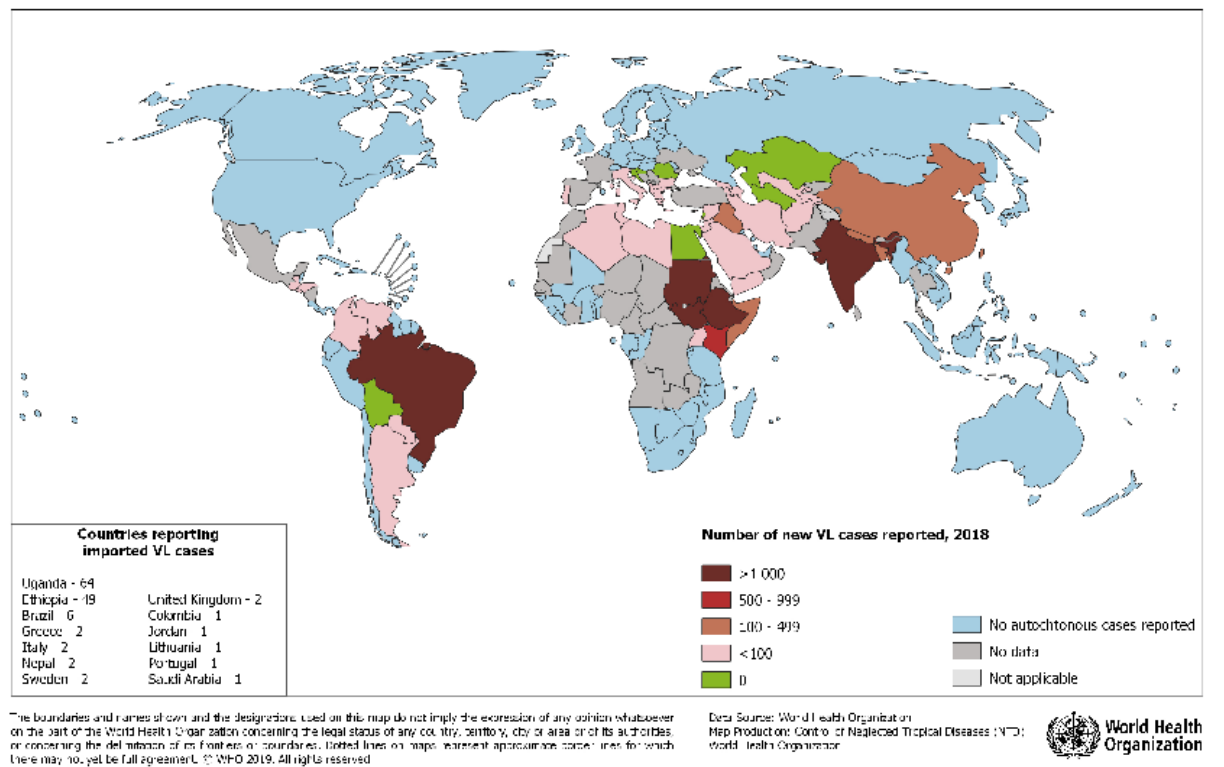 Countries reporting
imported VL cases
Uganda - 64
Ethiopia - 49
Brazil 6
Greece 2
Italy 2
Nepal 2
Sweden 2
United Kingdom - 2
Colombia 1
Jordan 1
Lithuania 1
Portugal 1
Saudi Arabia 1
Number of new VL cases reported, 2018
>1 000
500 - 999
100 - 499
<100
0
No autochtonous cases reported
No data
Not applicable
The boundaries and names shown and the designations used on this map do not imply the expression of any opinion whatsoever
on the part of the World Health Organization concerning the legal status of any country, territory, city or area or of its authorities,
or concerning the delimitation of its frontiers or boundaries. Dotted lines on maps represent approximate border lines for which
there may not yet be full agreement. © WHO 2019. All rights reserved
Data Source: World Health Organization
Map Production: Control of Neglected Tropical Diseases (NTD)
World Health Organization
World Health
Organization